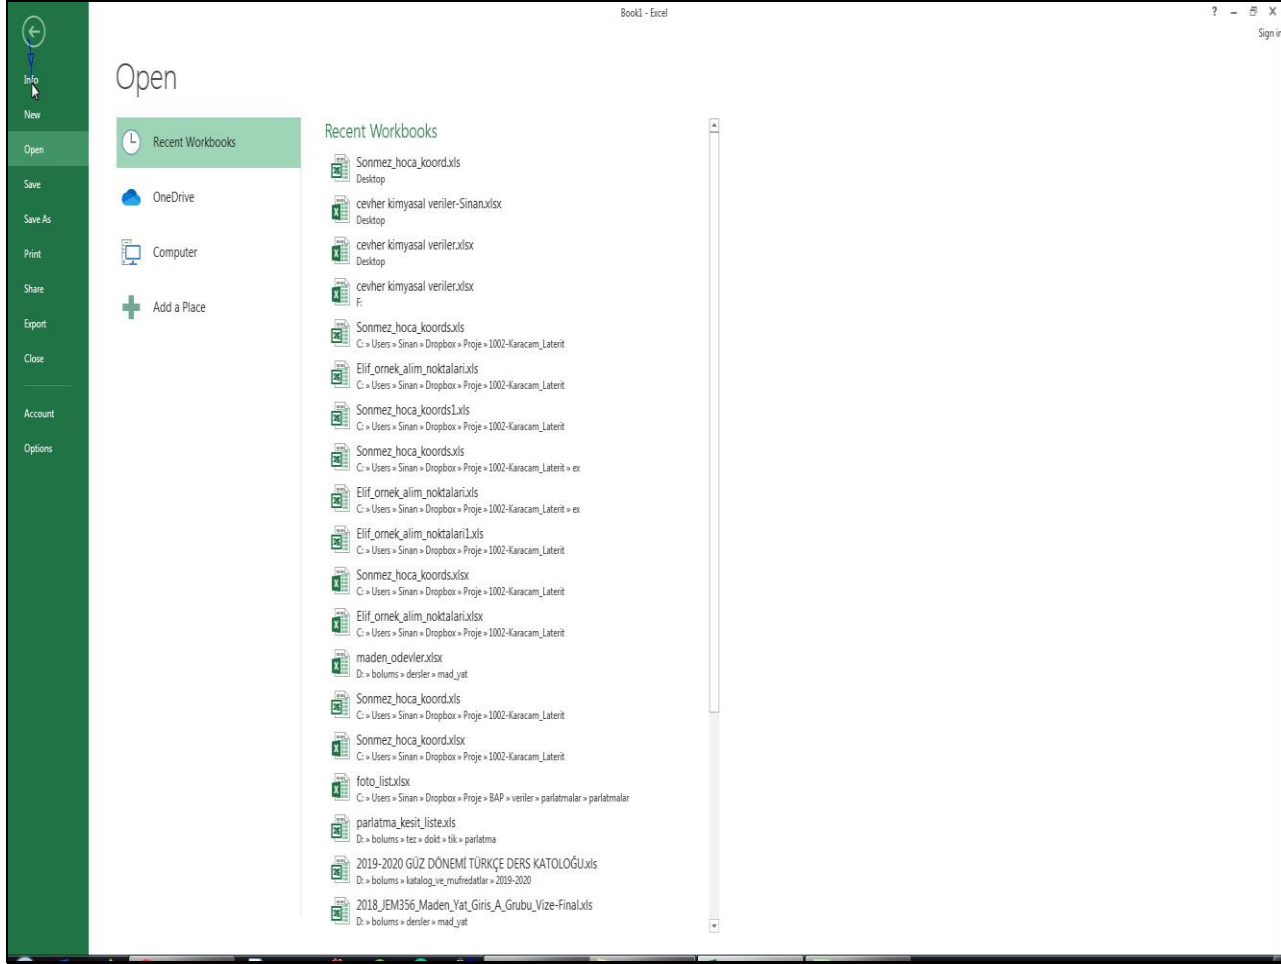 Book1 - Excel
?
Sign in
Info
New
Open
Save
Save As
Print
Share
Export
Close
Account
Options
Open
Recent Workbooks
OneDrive
Computer
Add a Place
Recent Workbooks
Sonmez_hoca_koord.xls
Desktop
cevher kimyasal veriler-Sinan.xlsx
Desktop
cevher kimyasal veriler.xlsx
Desktop
cevher kimyasal veriler.xlsx
F:
Sonmez_hoca_koords.xls
C: » Users » Sinan » Dropbox » Proje » 1002-Karacam_Laterit
Elif_ornek_alim_noktalari.xls
C: » Users » Sinan » Dropbox » Proje » 1002-Karacam_Laterit
Sonmez_hoca_koords1.xls
C: » Users » Sinan » Dropbox » Proje » 1002-Karacam_Laterit
Sonmez_hoca_koords.xls
C: » Users » Sinan » Dropbox » Proje » 1002-Karacam_Laterit » ex
Elif_ornek_alim_noktalari.xls
C: » Users » Sinan » Dropbox » Proje » 1002-Karacam_Laterit » ex
Elif_ornek_alim_noktalari1.xls
C: » Users » Sinan » Dropbox » Proje » 1002-Karacam_Laterit
Sonmez_hoca_koords.xlsx
C: » Users » Sinan » Dropbox » Proje » 1002-Karacam_Laterit
Elif_ornek_alim_noktalari.xlsx
C: » Users » Sinan » Dropbox » Proje » 1002-Karacam_Laterit
maden_odevler.xlsx
D: » bolums » dersler » mad_yat
Sonmez_hoca_koord.xls
C: » Users » Sinan » Dropbox » Proje » 1002-Karacam_Laterit
Sonmez_hoca_koord.xlsx
C: » Users » Sinan » Dropbox » Proje » 1002-Karacam_Laterit
foto_list.xlsx
C: » Users » Sinan » Dropbox » Proje » BAP » veriler » parlatmalar » parlatmalar
parlatma_kesit_liste.xls
D: » bolums » tez » dokt » tik » parlatma
2019-2020 GÜZ DÖNEMİ TÜRKÇE DERS KATOLOĞU.xls
D: » bolums » katalog_ve_mufredatlar » 2019-2020
2018_JEM356_Maden_Yat_Giris_A_Grubu_Vize-Final.xls
D: » bolums » dersler » mad_yat